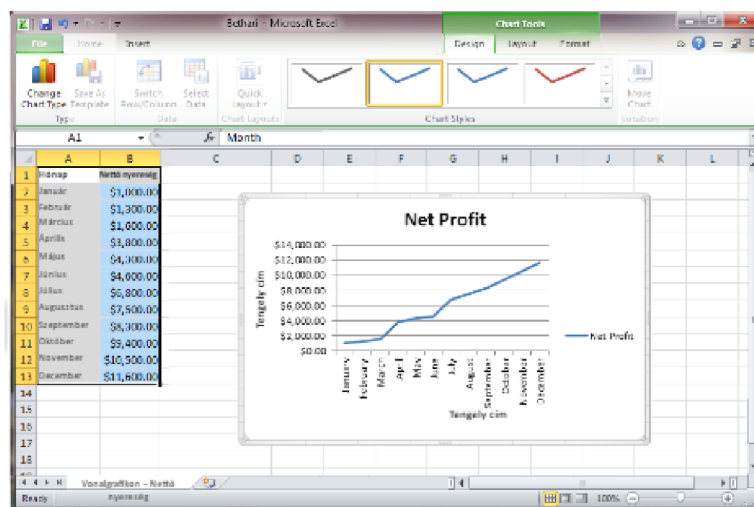 Bethari - Microsoft Excel
Chart Tools
File Home Insert Design Layout Format
Change Chart Type
Save As Template
Switch Row/Column
Select Data
Quick Layout
Move Chart
Type Data Chart Layouts Chart Styles Location
A1 fx Month
A B C D E F G H I J K L
1 Hónap Nettó nyereség
2 Január $1,000.00
3 Február $1,300.00
4 Március $1,600.00
5 Április $3,800.00
6 Május $4,300.00
7 Június $4,600.00
8 Július $6,800.00
9 Augusztus $7,500.00
10 Szeptember $8,300.00
11 Október $9,400.00
12 November $10,500.00
13 December $11,600.00
14
15
16
17
18
Net Profit
$14,000.00
$12,000.00
$10,000.00
$8,000.00
$6,000.00
$4,000.00
$2,000.00
$0.00
Tengely cím
January
February
March
April
May
June
July
August
September
October
November
December
Tengely cím
Net Profit
Vonalgrafikon – Nettó nyereség
Ready 100%